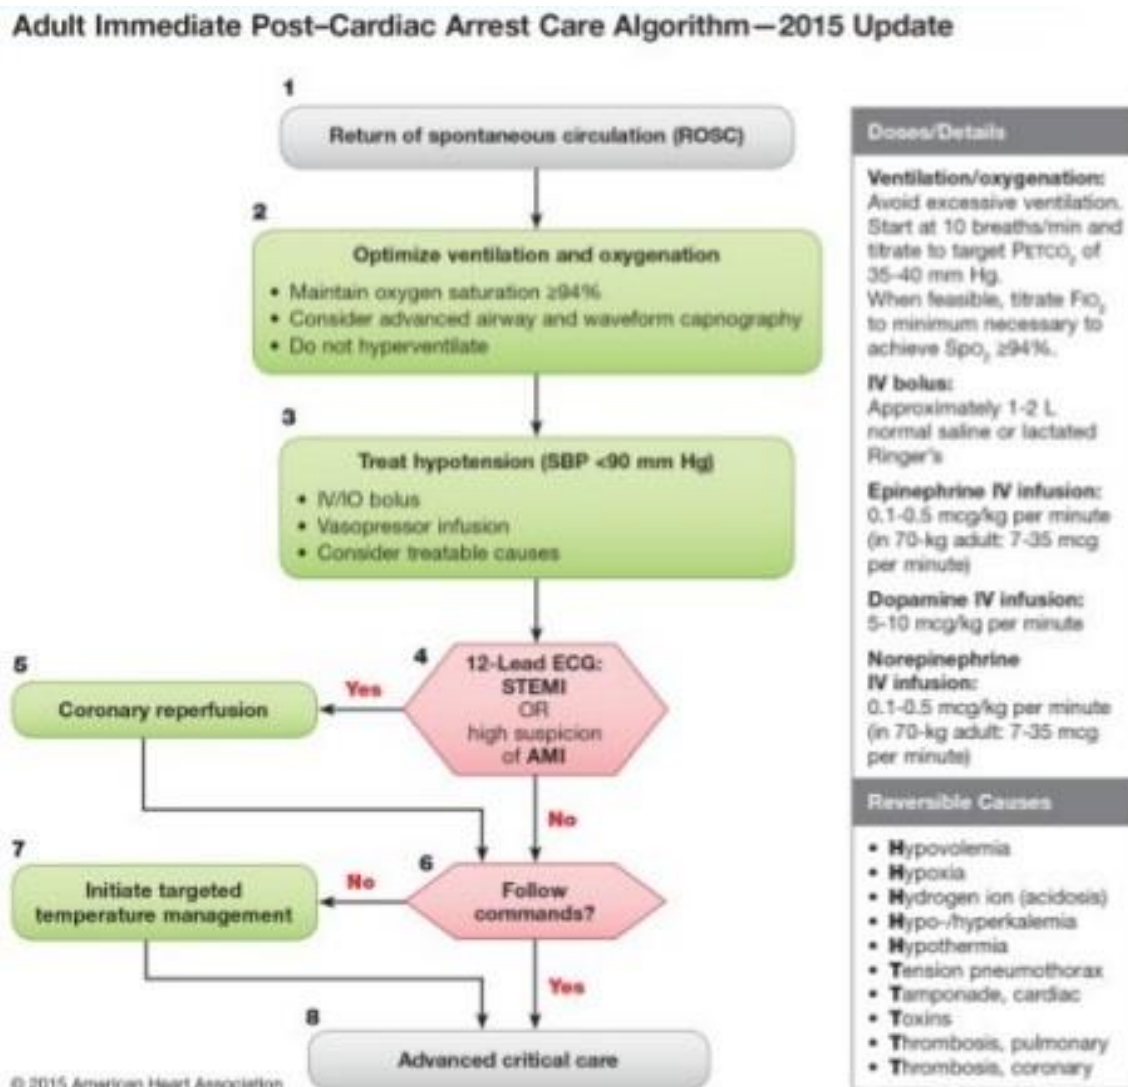 Adult Immediate Post–Cardiac Arrest Care Algorithm—2015 Update
1
Return of spontaneous circulation (ROSC)
2
Optimize ventilation and oxygenation
• Maintain oxygen saturation ≥94%
• Consider advanced airway and waveform capnography
• Do not hyperventilate
3
Treat hypotension (SBP <90 mm Hg)
• IV/IO bolus
• Vasopressor infusion
• Consider treatable causes
4
12-Lead ECG:
STEMI
OR
high suspicion
of AMI
Yes
5
Coronary reperfusion
No
6
Follow
commands?
No
7
Initiate targeted
temperature management
Yes
8
Advanced critical care
© 2015 American Heart Association
Doses/Details
Ventilation/oxygenation:
Avoid excessive ventilation.
Start at 10 breaths/min and
titrate to target PETCO₂ of
35-40 mm Hg.
When feasible, titrate FIO₂
to minimum necessary to
achieve SpO₂ ≥94%.
IV bolus:
Approximately 1-2 L
normal saline or lactated
Ringer's
Epinephrine IV infusion:
0.1-0.5 mcg/kg per minute
(in 70-kg adult: 7-35 mcg
per minute)
Dopamine IV infusion:
5-10 mcg/kg per minute
Norepinephrine
IV infusion:
0.1-0.5 mcg/kg per minute
(in 70-kg adult: 7-35 mcg
per minute)
Reversible Causes
• Hypovolemia
• Hypoxia
• Hydrogen ion (acidosis)
• Hypo-/hyperkalemia
• Hypothermia
• Tension pneumothorax
• Tamponade, cardiac
• Toxins
• Thrombosis, pulmonary
• Thrombosis, coronary